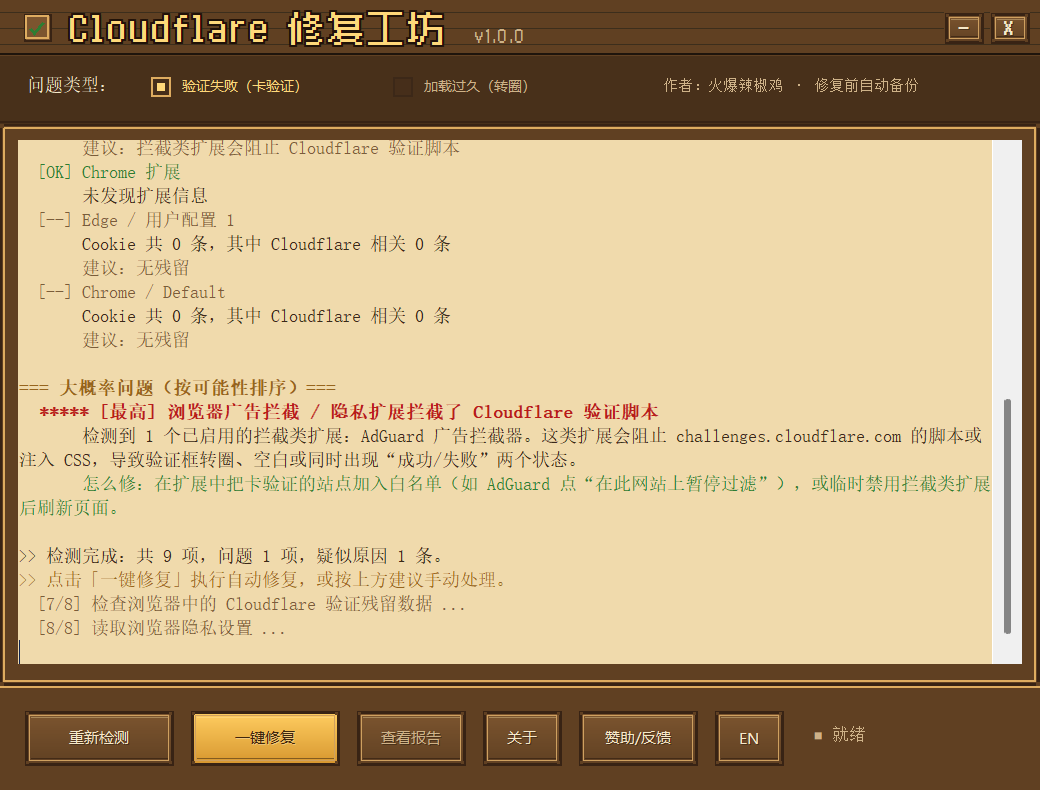 Cloudflare 修复工坊 v1.0.0
问题类型： 验证失败（卡验证） 加载过久（转圈） 作者：火爆辣椒鸡 · 修复前自动备份
建议：拦截类扩展会阻止 Cloudflare 验证脚本
[OK] Chrome 扩展
未发现扩展信息
[--] Edge / 用户配置 1
Cookie 共 0 条，其中 Cloudflare 相关 0 条
建议：无残留
[--] Chrome / Default
Cookie 共 0 条，其中 Cloudflare 相关 0 条
建议：无残留
=== 大概率问题（按可能性排序）===
***** [最高] 浏览器广告拦截 / 隐私扩展拦截了 Cloudflare 验证脚本
检测到 1 个已启用的拦截类扩展：AdGuard 广告拦截器。这类扩展会阻止 challenges.cloudflare.com 的脚本或
注入 CSS，导致验证框转圈、空白或同时出现“成功/失败”两个状态。
怎么修：在扩展中把卡验证的站点加入白名单（如 AdGuard 点“在此网站上暂停过滤”），或临时禁用拦截类扩展
后刷新页面。
>> 检测完成：共 9 项，问题 1 项，疑似原因 1 条。
>> 点击「一键修复」执行自动修复，或按上方建议手动处理。
[7/8] 检查浏览器中的 Cloudflare 验证残留数据 ...
[8/8] 读取浏览器隐私设置 ...
重新检测 一键修复 查看报告 关于 赞助/反馈 EN 就绪